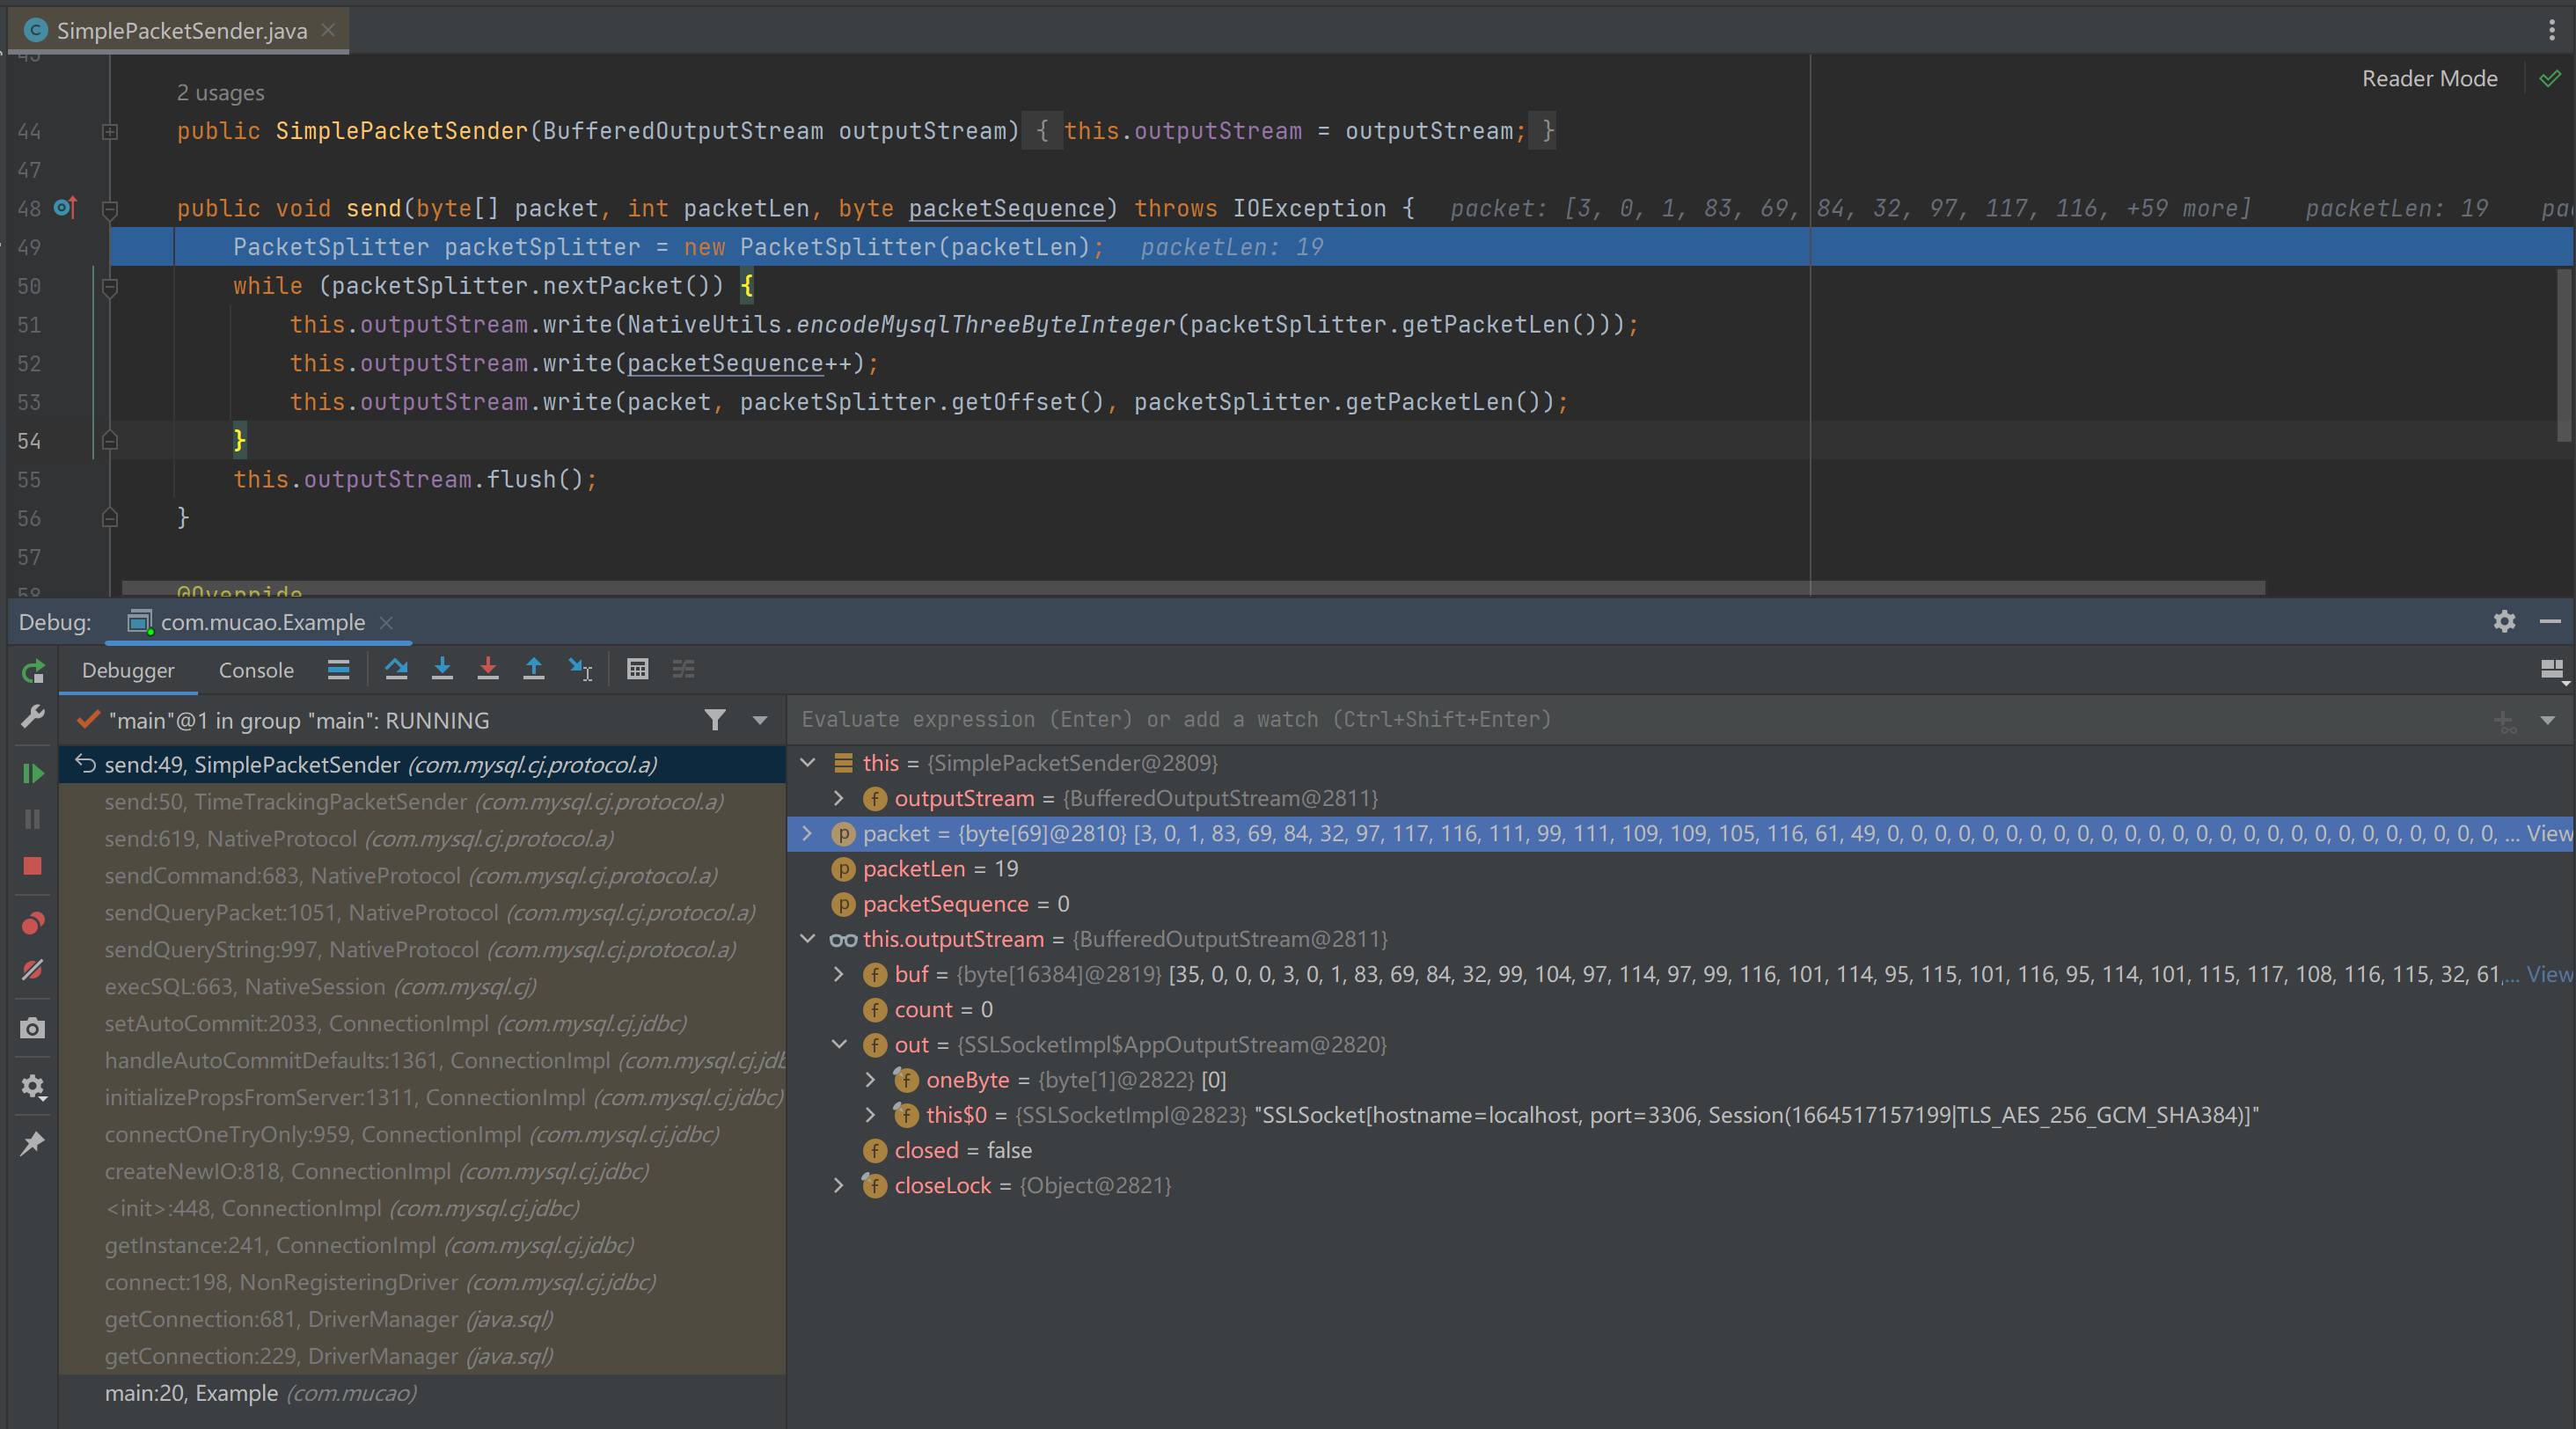 SimplePacketSender.java
Reader Mode
2 usages
44 public SimplePacketSender(BufferedOutputStream outputStream) { this.outputStream = outputStream; }
47
48 public void send(byte[] packet, int packetLen, byte packetSequence) throws IOException { packet: [3, 0, 1, 83, 69, 84, 32, 97, 117, 116, +59 more] packetLen: 19
49 PacketSplitter packetSplitter = new PacketSplitter(packetLen); packetLen: 19
50 while (packetSplitter.nextPacket()) {
51 this.outputStream.write(NativeUtils.encodeMysqlThreeByteInteger(packetSplitter.getPacketLen()));
52 this.outputStream.write(packetSequence++);
53 this.outputStream.write(packet, packetSplitter.getOffset(), packetSplitter.getPacketLen());
54 }
55 this.outputStream.flush();
56 }
57
58 @Override
Debug: com.mucao.Example
Debugger Console
"main"@1 in group "main": RUNNING
send:49, SimplePacketSender (com.mysql.cj.protocol.a)
send:50, TimeTrackingPacketSender (com.mysql.cj.protocol.a)
send:619, NativeProtocol (com.mysql.cj.protocol.a)
sendCommand:683, NativeProtocol (com.mysql.cj.protocol.a)
sendQueryPacket:1051, NativeProtocol (com.mysql.cj.protocol.a)
sendQueryString:997, NativeProtocol (com.mysql.cj.protocol.a)
execSQL:663, NativeSession (com.mysql.cj)
setAutoCommit:2033, ConnectionImpl (com.mysql.cj.jdbc)
handleAutoCommitDefaults:1361, ConnectionImpl (com.mysql.cj.jdb
initializePropsFromServer:1311, ConnectionImpl (com.mysql.cj.jdbc)
connectOneTryOnly:959, ConnectionImpl (com.mysql.cj.jdbc)
createNewIO:818, ConnectionImpl (com.mysql.cj.jdbc)
<init>:448, ConnectionImpl (com.mysql.cj.jdbc)
getInstance:241, ConnectionImpl (com.mysql.cj.jdbc)
connect:198, NonRegisteringDriver (com.mysql.cj.jdbc)
getConnection:681, DriverManager (java.sql)
getConnection:229, DriverManager (java.sql)
main:20, Example (com.mucao)
Evaluate expression (Enter) or add a watch (Ctrl+Shift+Enter)
this = {SimplePacketSender@2809}
outputStream = {BufferedOutputStream@2811}
packet = {byte[69]@2810} [3, 0, 1, 83, 69, 84, 32, 97, 117, 116, 111, 99, 111, 109, 109, 105, 116, 61, 49, 0, 0, 0, 0, 0, 0, 0, 0, 0, 0, 0, 0, 0, 0, 0, 0, 0, 0, 0, 0, 0, 0, 0, 0, 0, 0, ... View
packetLen = 19
packetSequence = 0
this.outputStream = {BufferedOutputStream@2811}
buf = {byte[16384]@2819} [35, 0, 0, 0, 3, 0, 1, 83, 69, 84, 32, 99, 104, 97, 114, 97, 99, 116, 101, 114, 95, 115, 101, 116, 95, 114, 101, 115, 117, 108, 116, 115, 32, 61,... View
count = 0
out = {SSLSocketImpl$AppOutputStream@2820}
oneByte = {byte[1]@2822} [0]
this$0 = {SSLSocketImpl@2823} "SSLSocket[hostname=localhost, port=3306, Session(1664517157199|TLS_AES_256_GCM_SHA384)]"
closed = false
closeLock = {Object@2821}